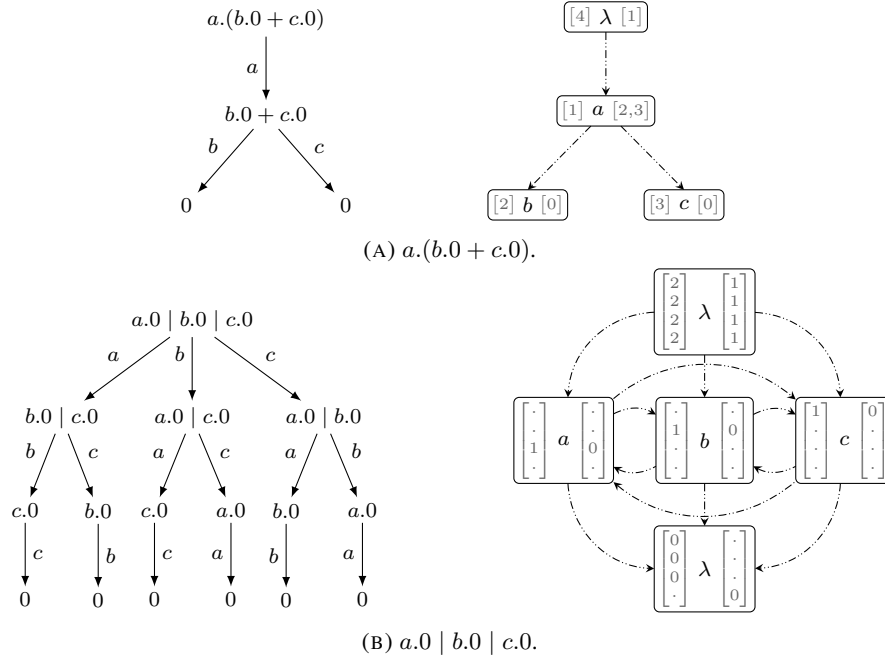 a.(b.0 + c.0)
[4] λ [1]
a
b.0 + c.0
[1] a [2,3]
b
c
0
0
[2] b [0]
[3] c [0]
(A) a.(b.0 + c.0).
[2 2 2 2] λ [1 1 1 1]
a.0 | b.0 | c.0
a
b
c
b.0 | c.0
a.0 | c.0
a.0 | b.0
[· · 1 ·] a [· · 0 ·]
[· 1 · ·] b [· 0 · ·]
[1 · · ·] c [0 · · ·]
b
c
a
c
a
b
c.0
b.0
c.0
a.0
b.0
a.0
c
b
c
a
b
a
[0 0 0 ·] λ [· · · 0]
0
0
0
0
0
0
(B) a.0 | b.0 | c.0.